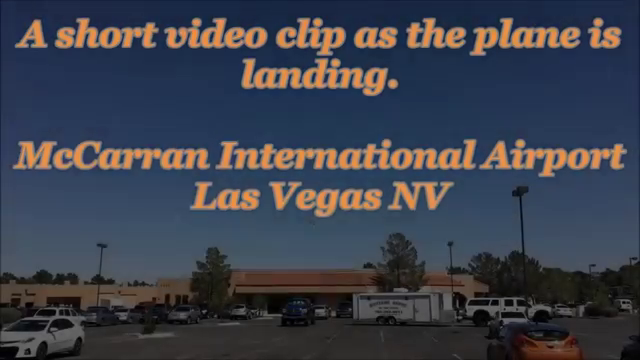 A short video clip as the plane is
landing.
McCarran International Airport
Las Vegas NV